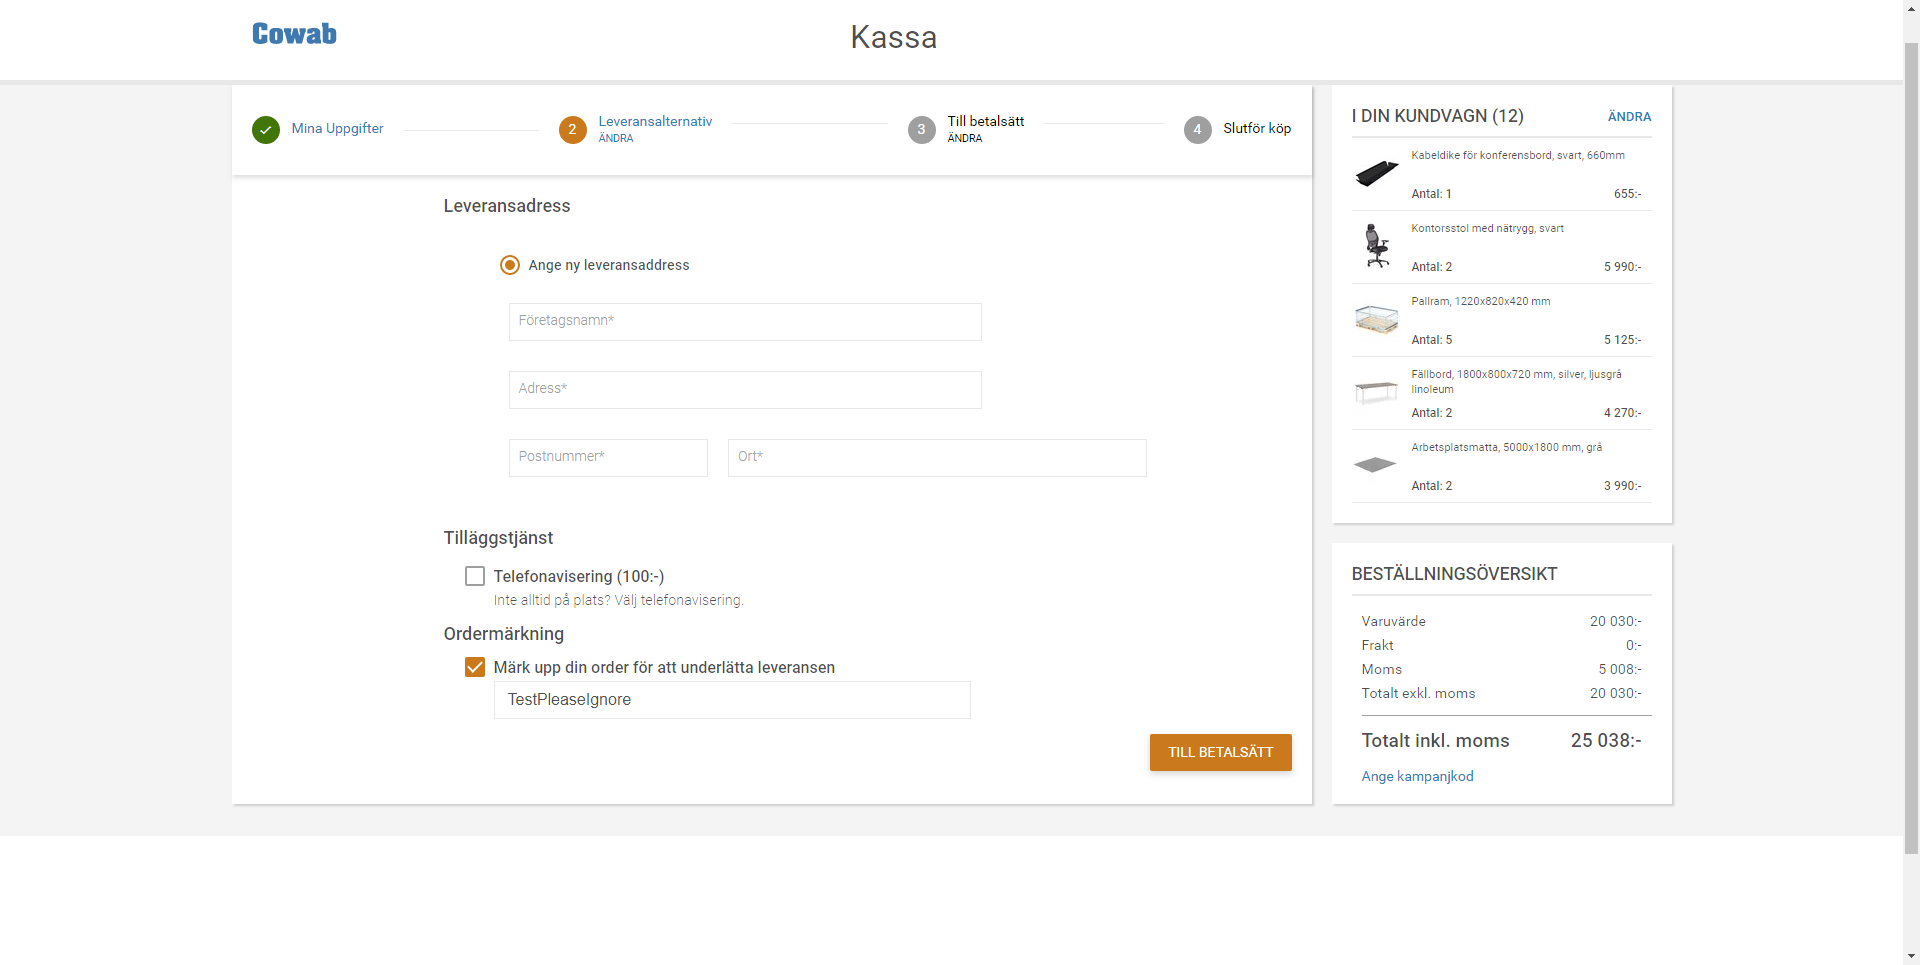 Cowab
Kassa
Mina Uppgifter
2
Leveransalternativ
ÄNDRA
3
Till betalsätt
ÄNDRA
4
Slutför köp
Leveransadress
Ange ny leveransaddress
Företagsnamn*
Adress*
Postnummer* Ort*
Tilläggstjänst
Telefonavisering (100:-)
Inte alltid på plats? Välj telefonavisering.
Ordermärkning
Märk upp din order för att underlätta leveransen
TestPleaseIgnore
TILL BETALSÄTT
I DIN KUNDVAGN (12) ÄNDRA
Kabeldike för konferensbord, svart, 660mm
Antal: 1 655:-
Kontorsstol med nätrygg, svart
Antal: 2 5 990:-
Pallram, 1220x820x420 mm
Antal: 5 5 125:-
Fällbord, 1800x800x720 mm, silver, ljusgrå
linoleum
Antal: 2 4 270:-
Arbetsplatsmatta, 5000x1800 mm, grå
Antal: 2 3 990:-
BESTÄLLNINGSÖVERSIKT
Varuvärde 20 030:-
Frakt 0:-
Moms 5 008:-
Totalt exkl. moms 20 030:-
Totalt inkl. moms 25 038:-
Ange kampanjkod